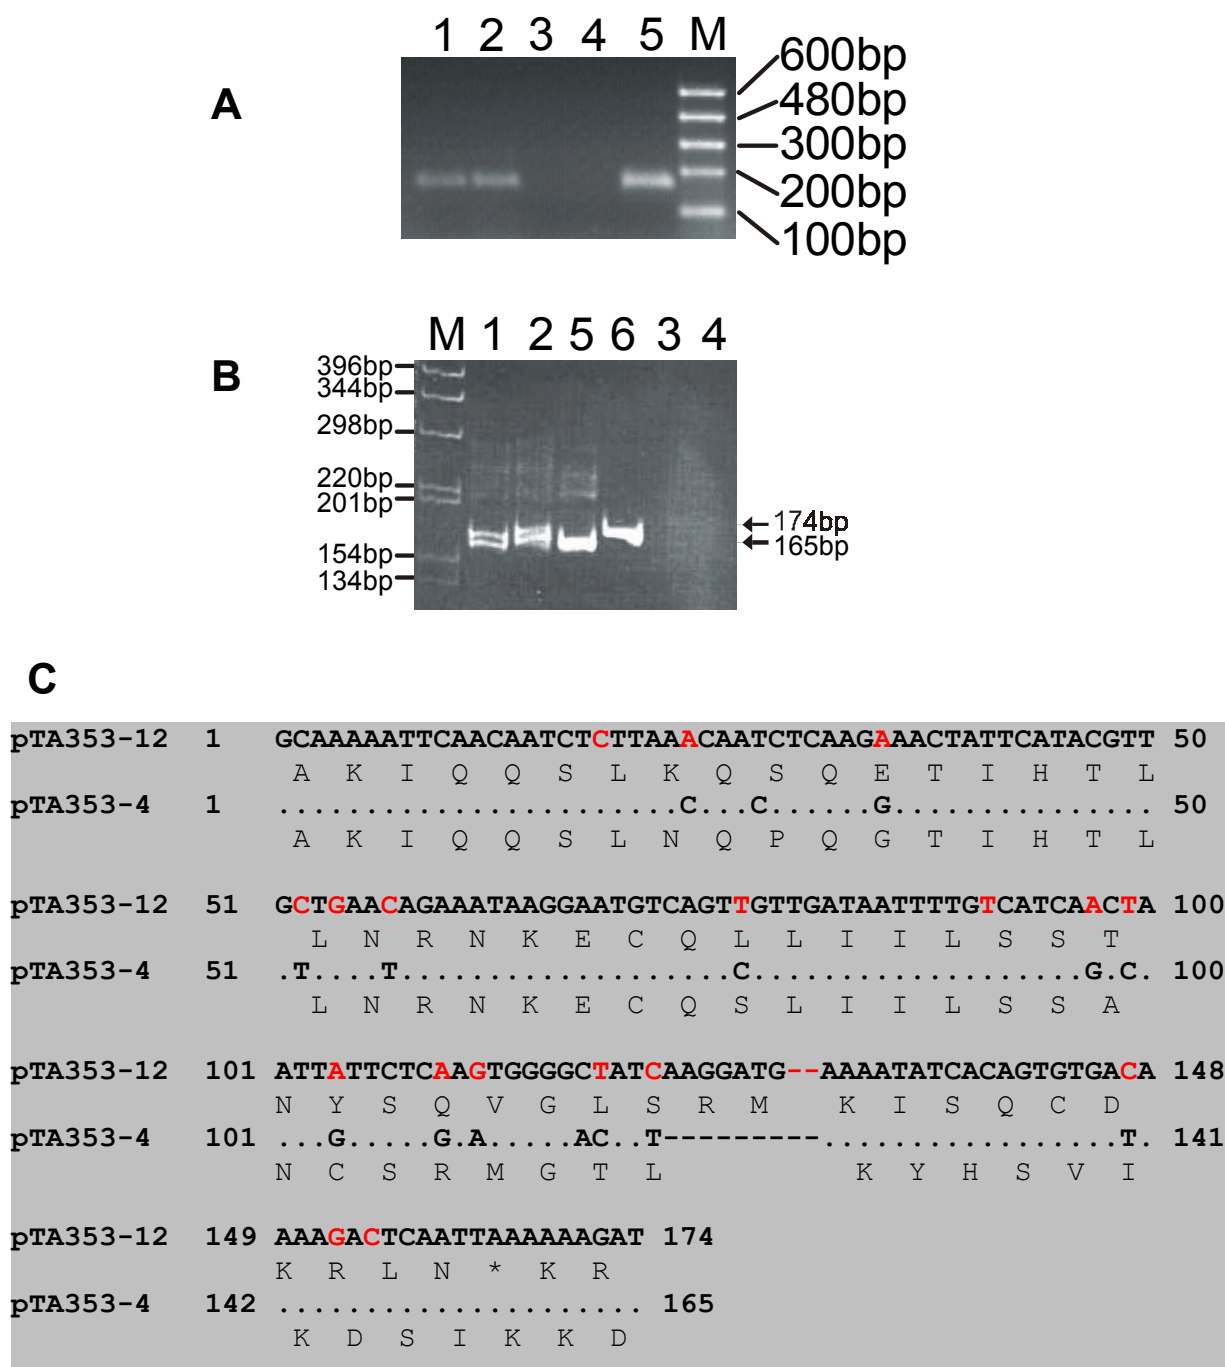 A
1 2 3 4 5 M
600bp
480bp
300bp
200bp
100bp
B
M 1 2 5 6 3 4
396bp
344bp
298bp
220bp
201bp
154bp
134bp
174bp
165bp
C
pTA353-12 1 GCAAAAATTCAACAATCTCTTAAACAATCTCAAGAAACTATTCATACGTT 50
A K I Q Q S L K Q S Q E T I H T L
pTA353-4 1 .......................C...C......G............... 50
A K I Q Q S L N Q P Q G T I H T L
pTA353-12 51 GCTGAACAGAAATAAGGAATGTCAGTTGTTGATAATTTTGTCATCAACTA 100
L N R N K E C Q L L I I L S S T
pTA353-4 51 .T....T...................C...................G.C. 100
L N R N K E C Q S L I I L S S A
pTA353-12 101 ATTATTCTCAAGTGGGGCTATCAAGGATG--AAAATATCACAGTGTGACA 148
N Y S Q V G L S R M K I S Q C D
pTA353-4 101 ...G.....G.A.....AC..T---------.................T. 141
N C S R M G T L K Y H S V I
pTA353-12 149 AAAGACTCAATTAAAAAAGAT 174
K R L N * K R
pTA353-4 142 ..................... 165
K D S I K K D